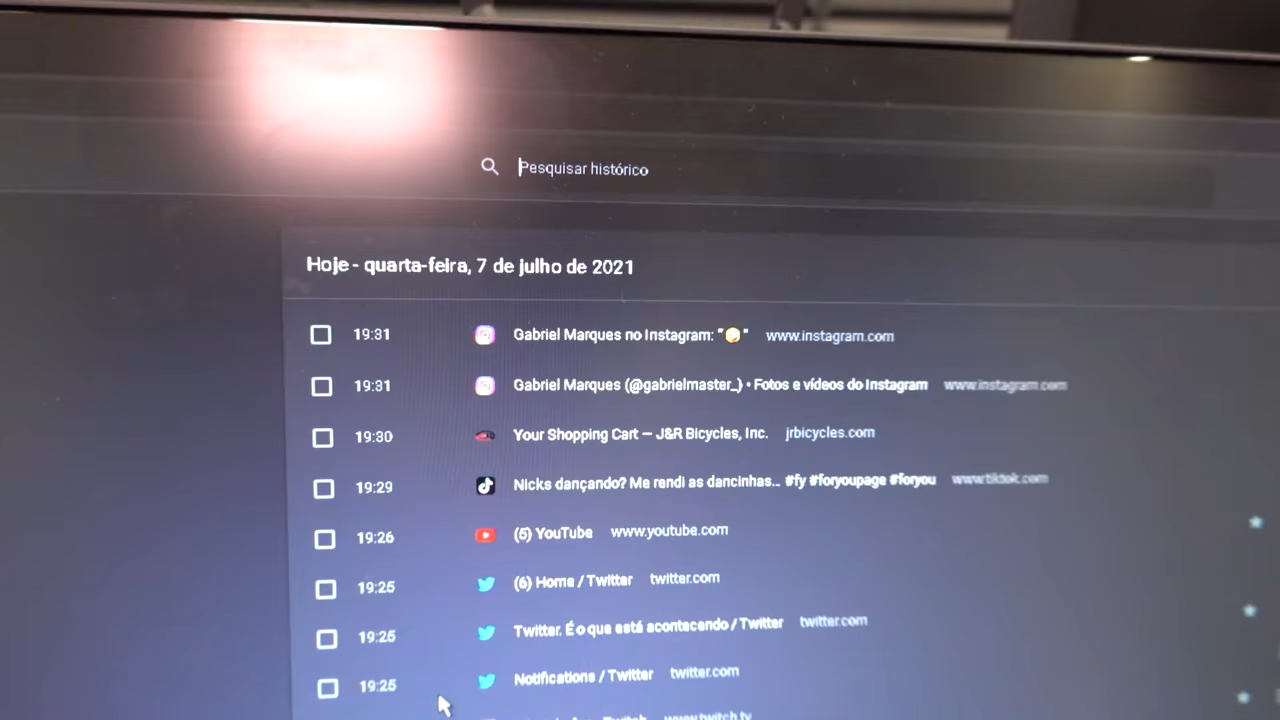 Pesquisar histórico
Hoje - quarta-feira, 7 de julho de 2021
19:31 Gabriel Marques no Instagram: "🤪" www.instagram.com
19:31 Gabriel Marques (@gabrielmaster_) • Fotos e vídeos do Instagram www.instagram.com
19:30 Your Shopping Cart — J&R Bicycles, Inc. jrbicycles.com
19:29 Nicks dançando? Me rendi as dancinhas... #fy #foryoupage #foryou www.tiktok.com
19:26 (5) YouTube www.youtube.com
19:25 (6) Home / Twitter twitter.com
19:25 Twitter. É o que está acontecendo / Twitter twitter.com
19:25 Notifications / Twitter twitter.com
Twitch www.twitch.tv